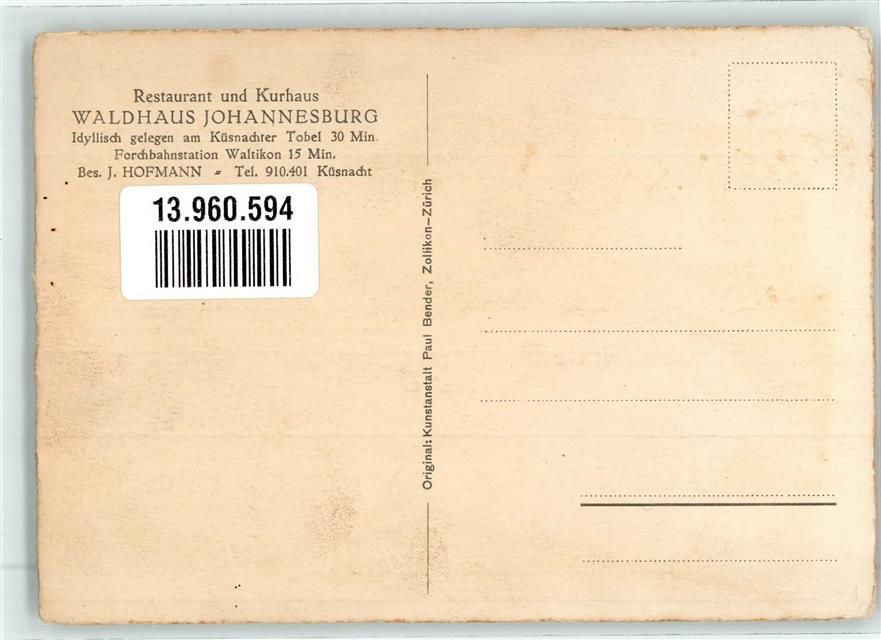 Restaurant und Kurhaus
WALDHAUS JOHANNESBURG
Idyllisch gelegen am Küsnachter Tobel 30 Min.
Forchbahnstation Waltikon 15 Min.
Bes. J. HOFMANN - Tel. 910.401 Küsnacht
13.960.594
Original: Kunstanstalt Paul Bender, Zollikon-Zürich